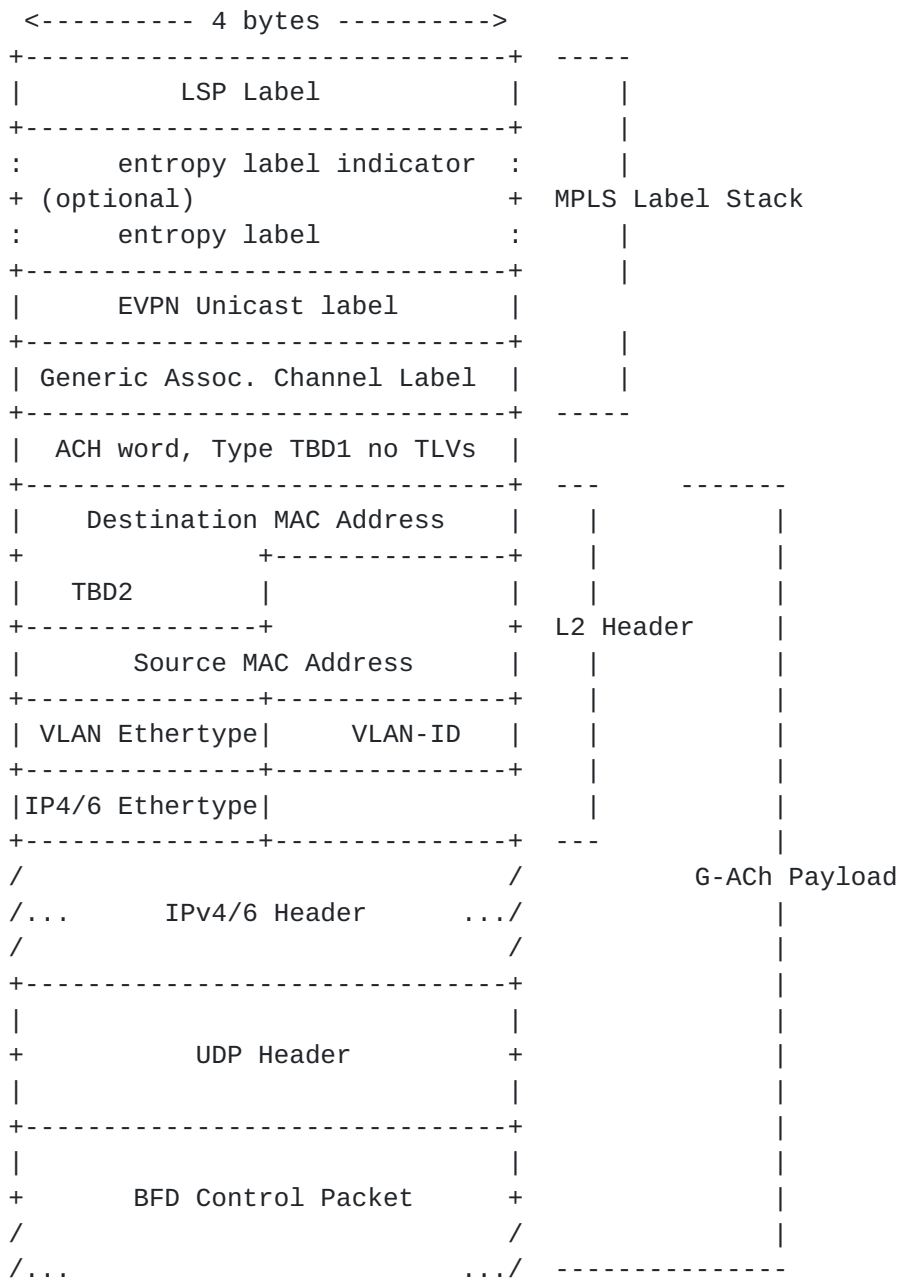 <---------- 4 bytes ---------->
+-------------------------------+  -----
|          LSP Label            |      |
+-------------------------------+      |
:      entropy label indicator  :      |
+ (optional)                    +  MPLS Label Stack
:      entropy label            :      |
+-------------------------------+      |
|      EVPN Unicast label       |
+-------------------------------+      |
| Generic Assoc. Channel Label  |      |
+-------------------------------+  -----
|  ACH word, Type TBD1 no TLVs  |
+-------------------------------+  ---     -------
|    Destination MAC Address    |    |           |
+               +---------------+    |           |
|   TBD2        |               |    |           |
+---------------+               +  L2 Header     |
|       Source MAC Address      |    |           |
+---------------+---------------+    |           |
| VLAN Ethertype|     VLAN-ID   |    |           |
+---------------+---------------+    |           |
|IP4/6 Ethertype|                    |           |
+---------------+---------------+  ---           |
/                               /           G-ACh Payload
/...      IPv4/6 Header      .../                |
/                               /                |
+-------------------------------+                |
|                               |                |
+           UDP Header          +                |
|                               |                |
+-------------------------------+                |
|                               |                |
+       BFD Control Packet      +                |
/                               /                |
/...                         .../  ---------------